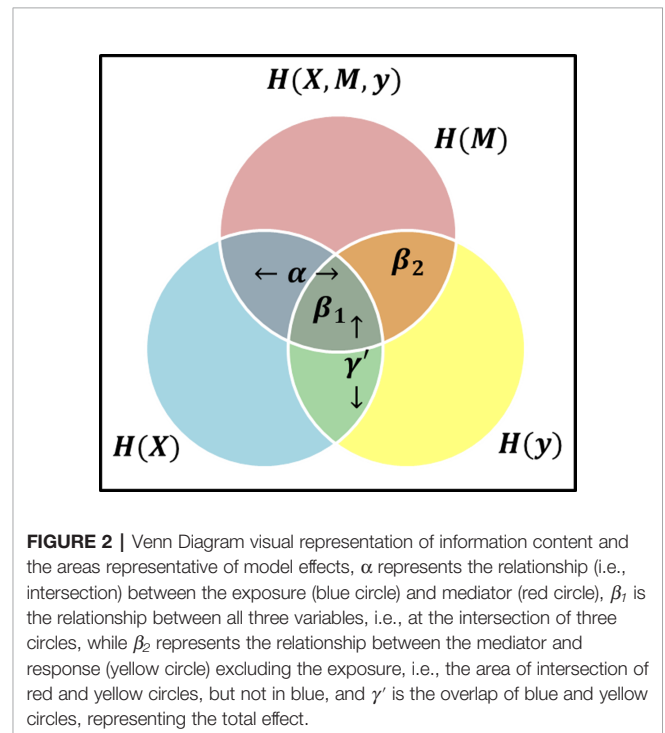 H(X, M, y)
H(M)
← α →
β₂
β₁ ↑
γ′
↓
H(X)
H(y)
FIGURE 2 | Venn Diagram visual representation of information content and
the areas representative of model effects, α represents the relationship (i.e.,
intersection) between the exposure (blue circle) and mediator (red circle), β₁ is
the relationship between all three variables, i.e., at the intersection of three
circles, while β₂ represents the relationship between the mediator and
response (yellow circle) excluding the exposure, i.e., the area of intersection of
red and yellow circles, but not in blue, and γ′ is the overlap of blue and yellow
circles, representing the total effect.